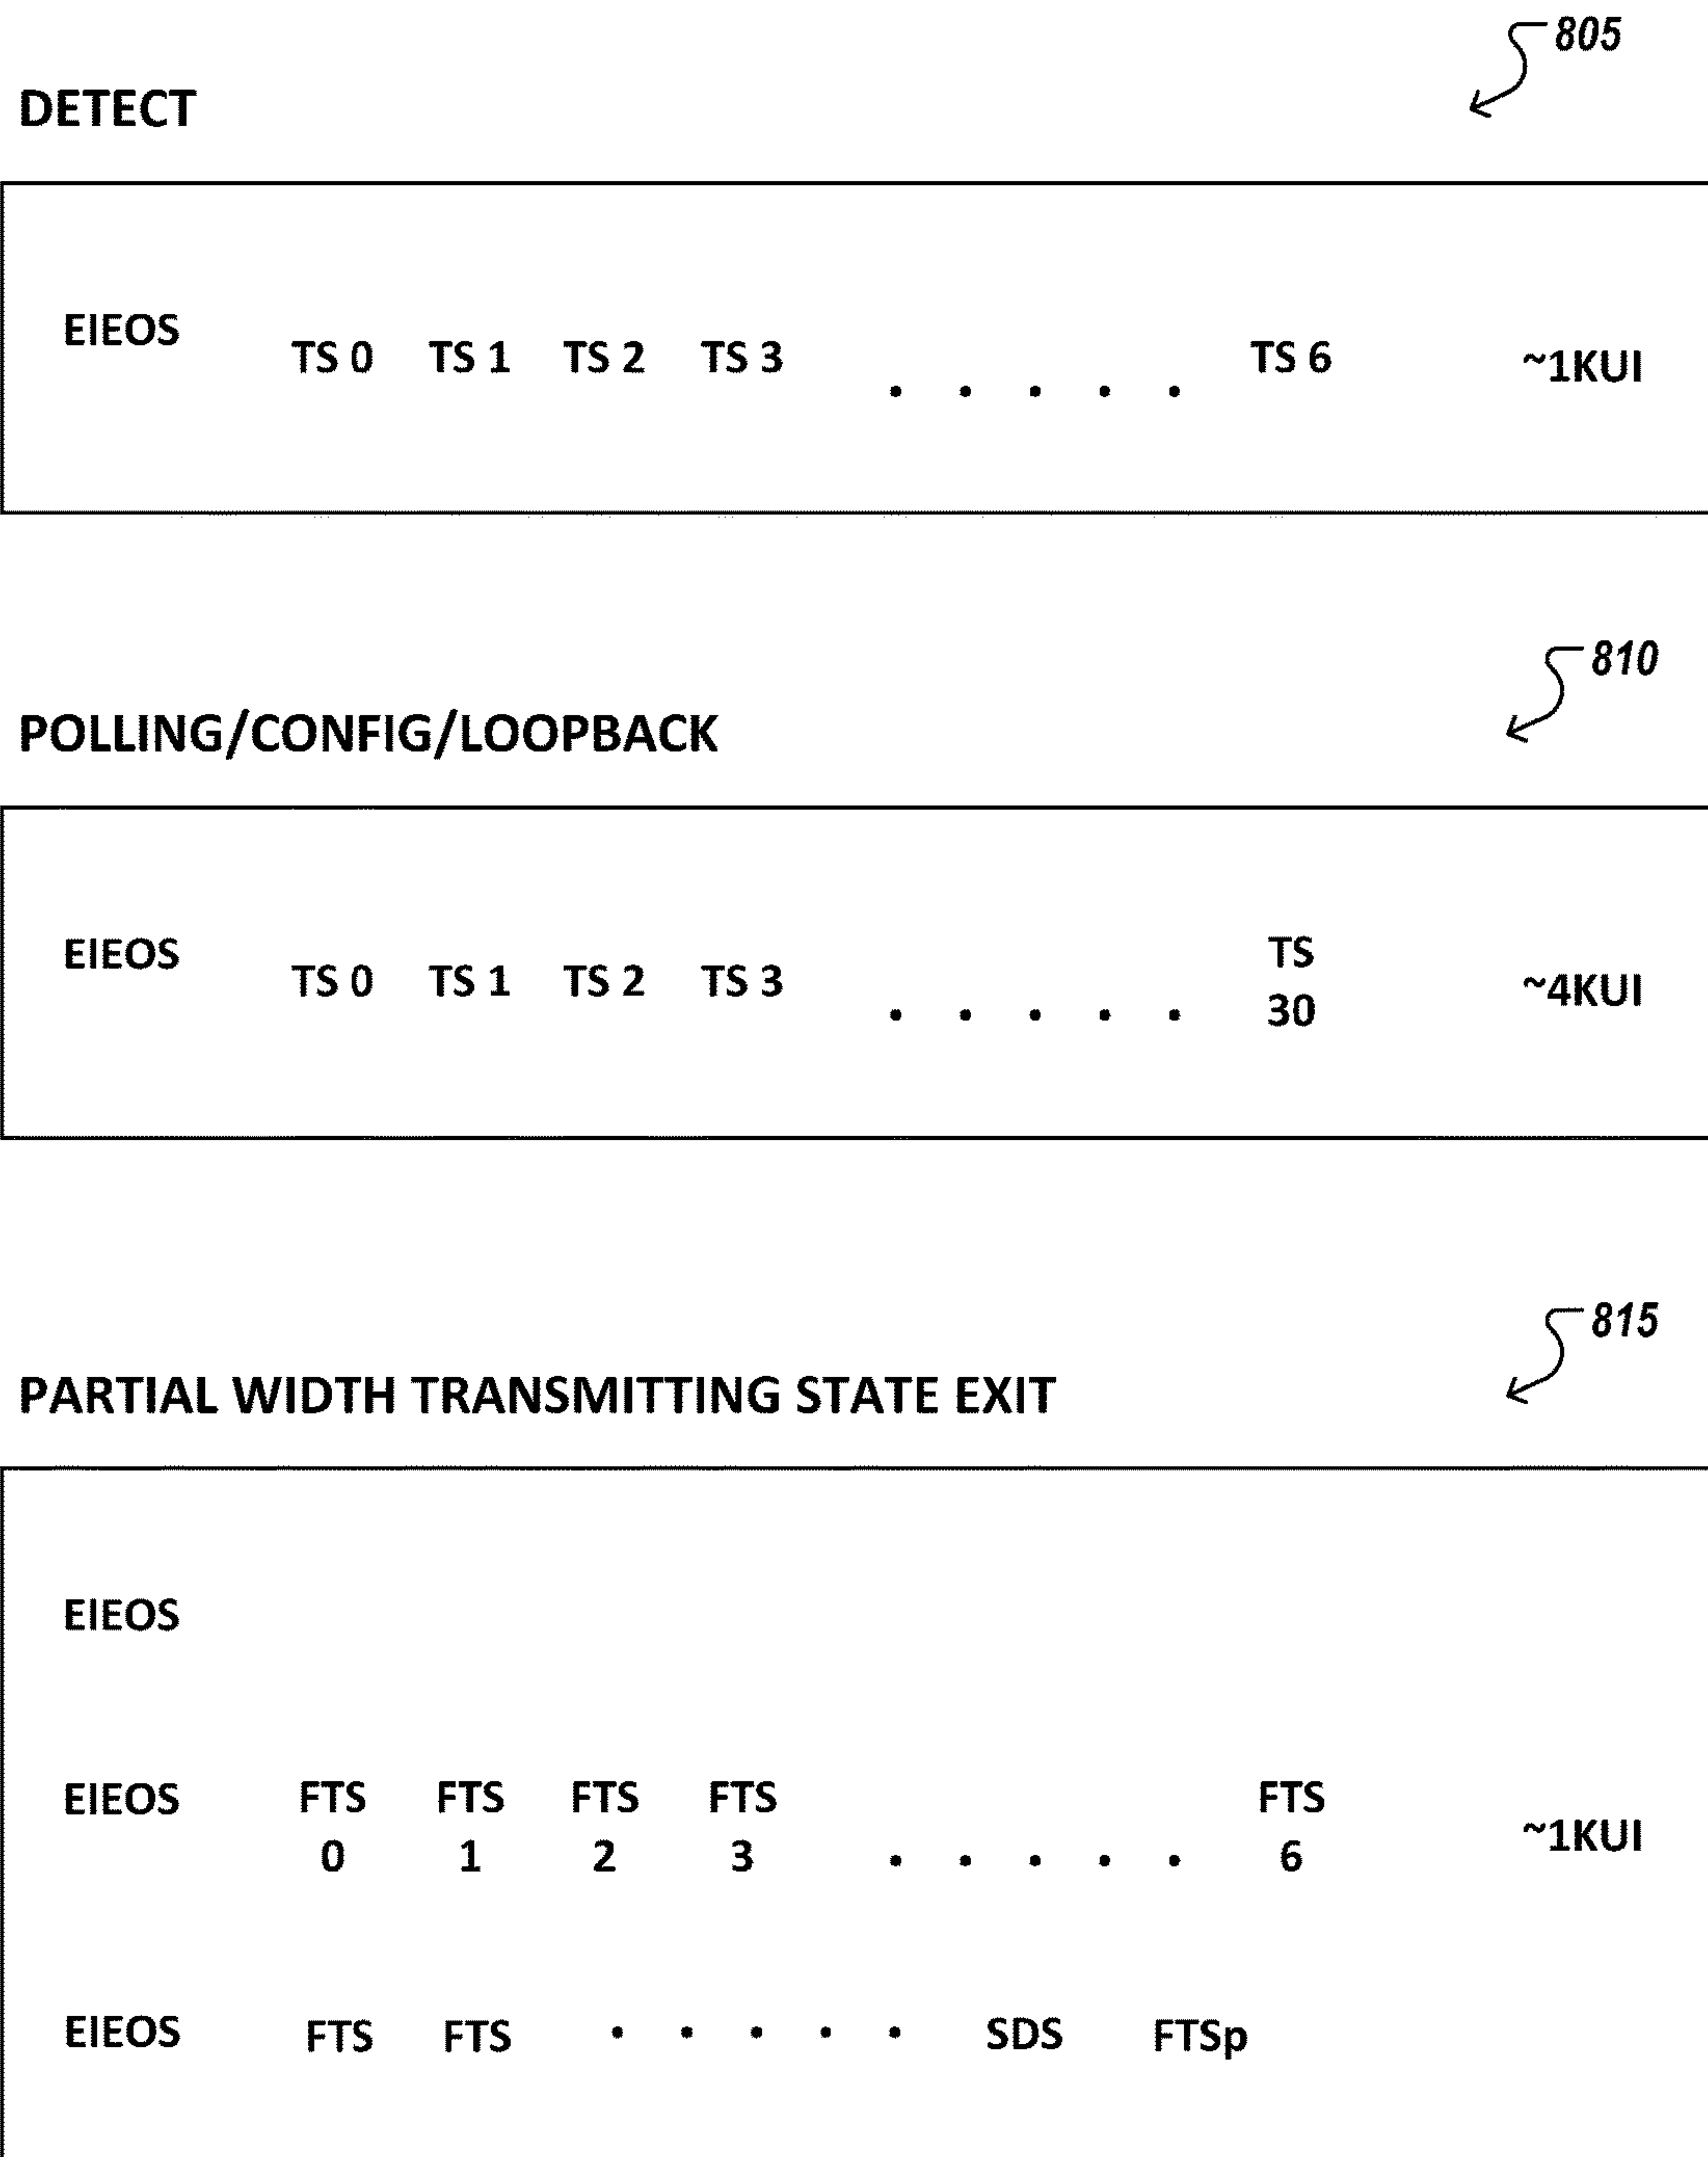 805
DETECT
EIEOS TS 0 TS 1 TS 2 TS 3 . . . . . TS 6 ~1KUI
810
POLLING/CONFIG/LOOPBACK
EIEOS TS 0 TS 1 TS 2 TS 3 . . . . . TS 30 ~4KUI
815
PARTIAL WIDTH TRANSMITTING STATE EXIT
EIEOS
EIEOS FTS 0 FTS 1 FTS 2 FTS 3 . . . . . FTS 6 ~1KUI
EIEOS FTS FTS . . . . . SDS FTSp